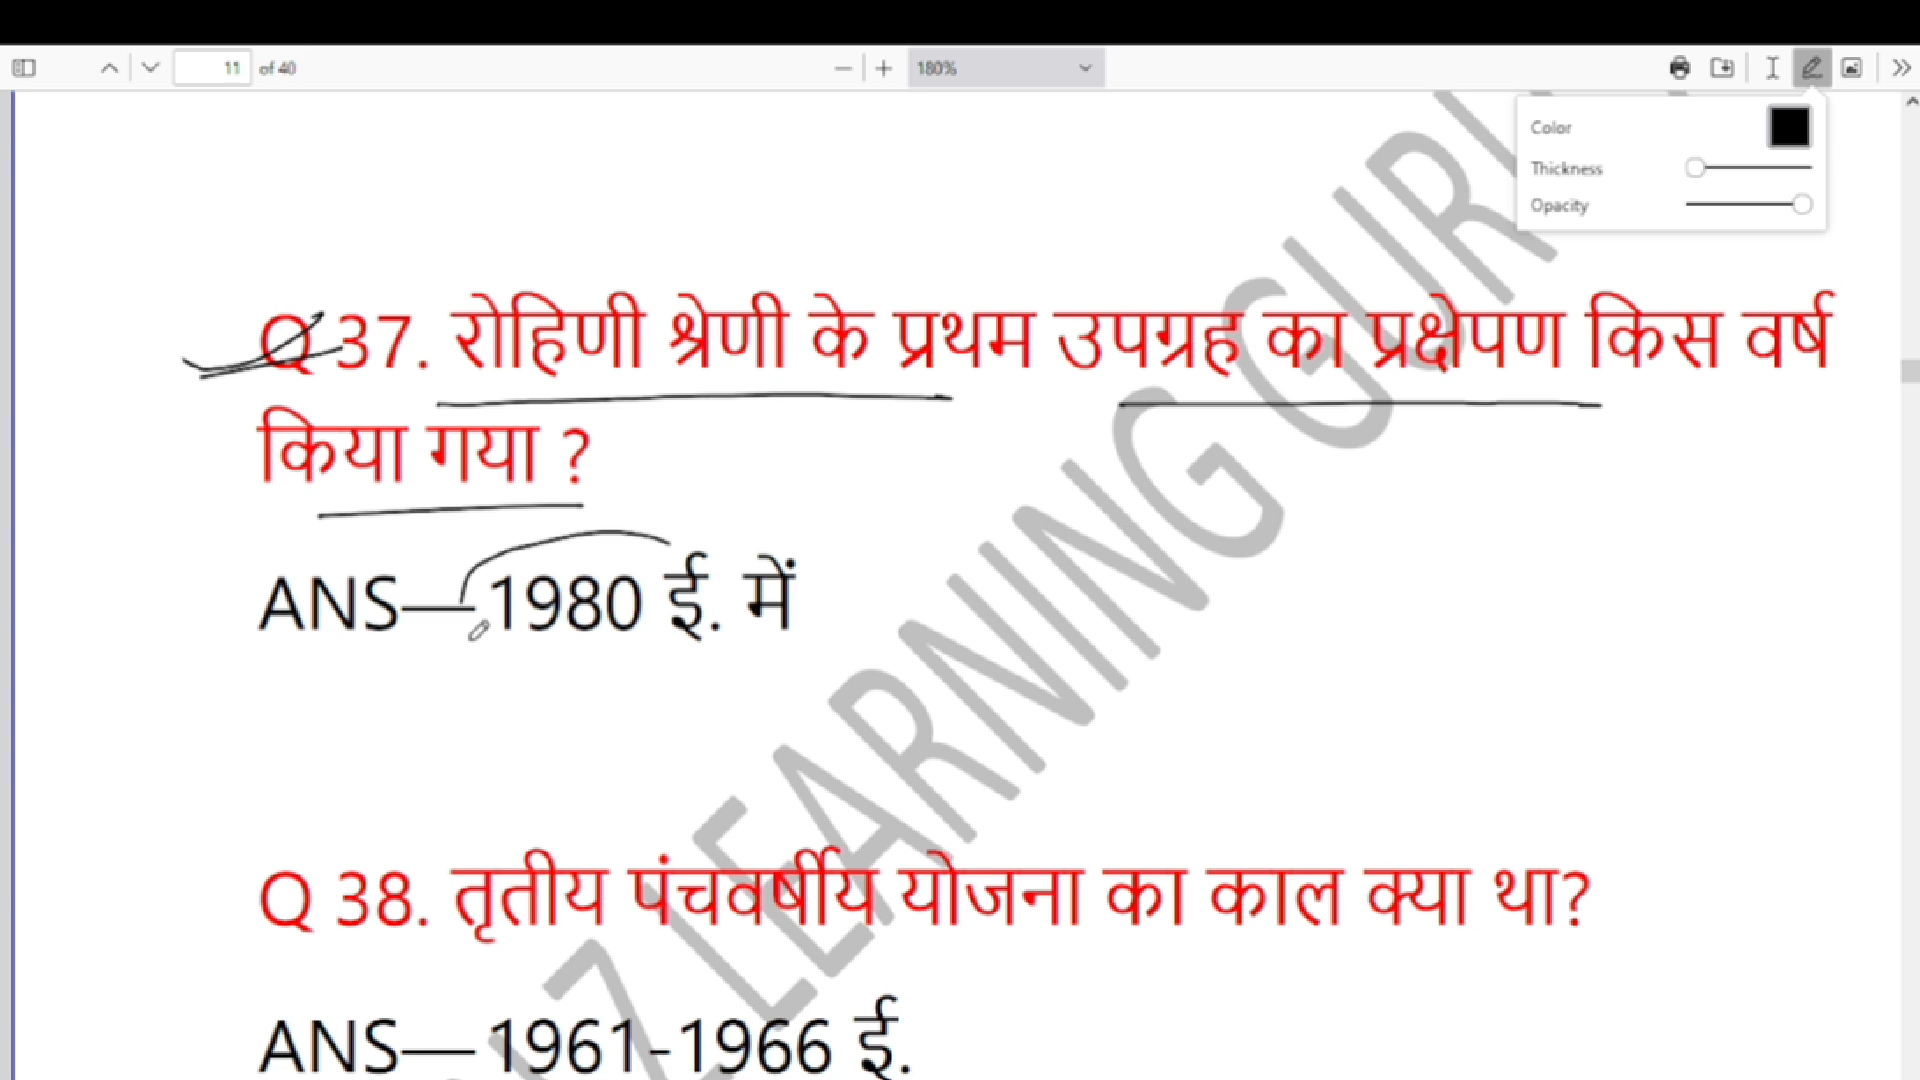 11 of 40
180%
Color
Thickness
Opacity
Q 37. रोहिणी श्रेणी के प्रथम उपग्रह का प्रक्षेपण किस वर्ष
किया गया ?
ANS—1980 ई. में
Q 38. तृतीय पंचवर्षीय योजना का काल क्या था?
ANS—1961-1966 ई.
LEARNING